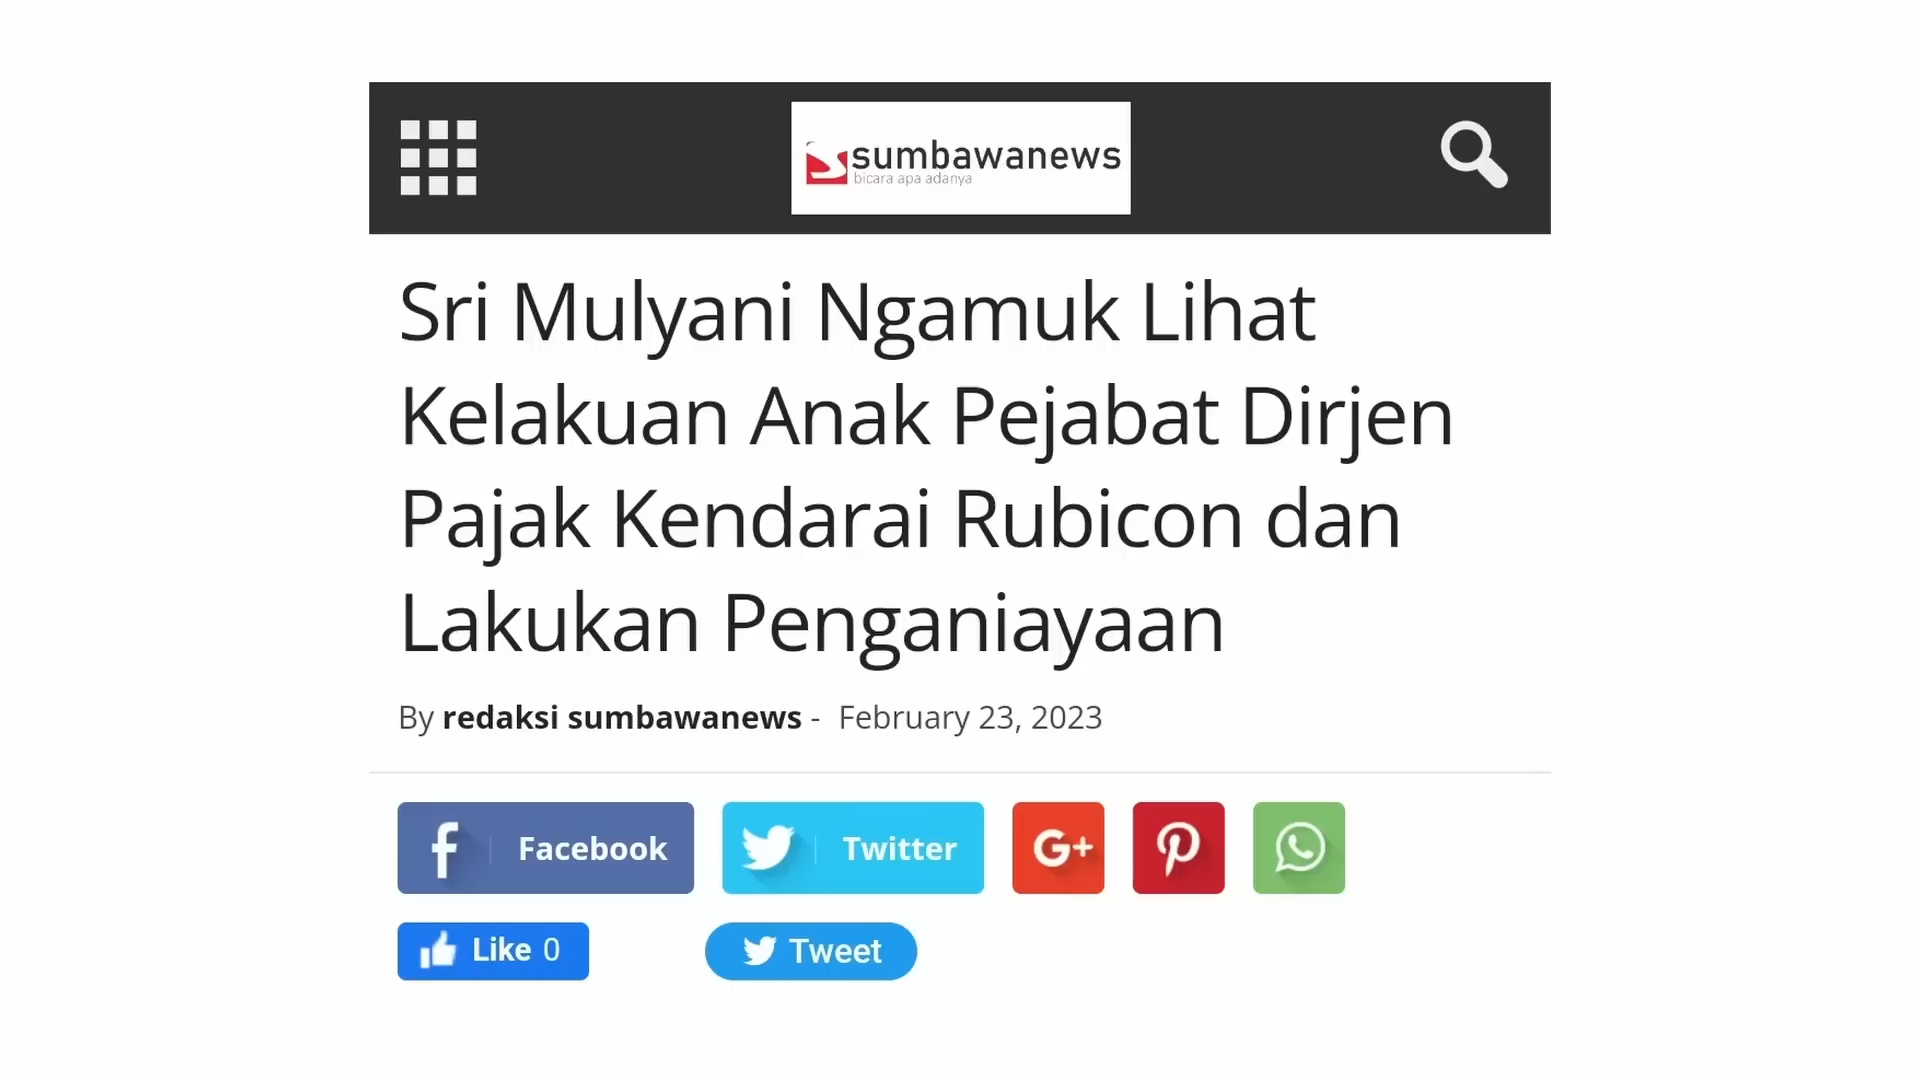 sumbawanews
bicara apa adanya
Sri Mulyani Ngamuk Lihat
Kelakuan Anak Pejabat Dirjen
Pajak Kendarai Rubicon dan
Lakukan Penganiayaan
By redaksi sumbawanews - February 23, 2023
Facebook Twitter G+
Like 0 Tweet